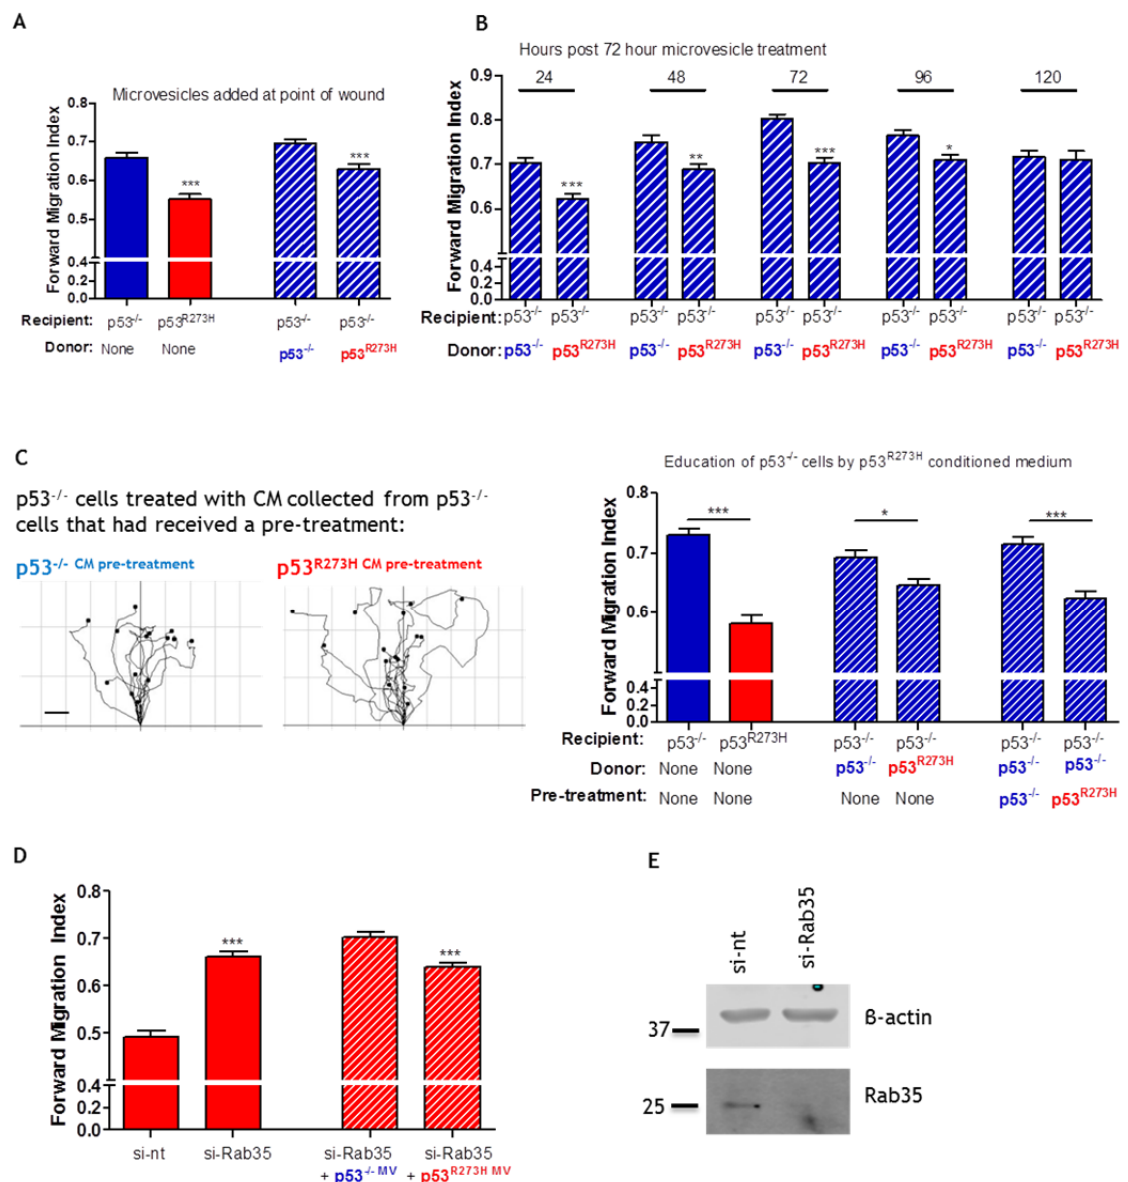 A
Microvesicles added at point of wound
Forward Migration Index
0.8
0.7
0.6
0.5
0.4
0.2
0.0
***
***
Recipient: p53-/- p53R273H p53-/- p53-/-
Donor: None None p53-/- p53R273H
B
Hours post 72 hour microvesicle treatment
24 48 72 96 120
Forward Migration Index
0.9
0.8
0.7
0.6
0.4
0.2
0.0
***
**
***
*
Recipient: p53-/- p53-/- p53-/- p53-/- p53-/- p53-/- p53-/- p53-/- p53-/- p53-/-
Donor: p53-/- p53R273H p53-/- p53R273H p53-/- p53R273H p53-/- p53R273H p53-/- p53R273H
C
p53-/- cells treated with CM collected from p53-/-
cells that had received a pre-treatment:
p53-/- CM pre-treatment
p53R273H CM pre-treatment
Education of p53-/- cells by p53R273H conditioned medium
Forward Migration Index
0.8
0.7
0.6
0.4
0.2
0.0
*** * ***
Recipient: p53-/- p53R273H p53-/- p53-/- p53-/- p53-/-
Donor: None None p53-/- p53R273H p53-/- p53-/-
Pre-treatment: None None None None p53-/- p53R273H
D
Forward Migration Index
0.8
0.7
0.6
0.5
0.4
0.2
0.0
***
***
si-nt si-Rab35 si-Rab35 si-Rab35
+ p53-/- MV + p53R273H MV
E
si-nt
si-Rab35
37
ß-actin
25
Rab35